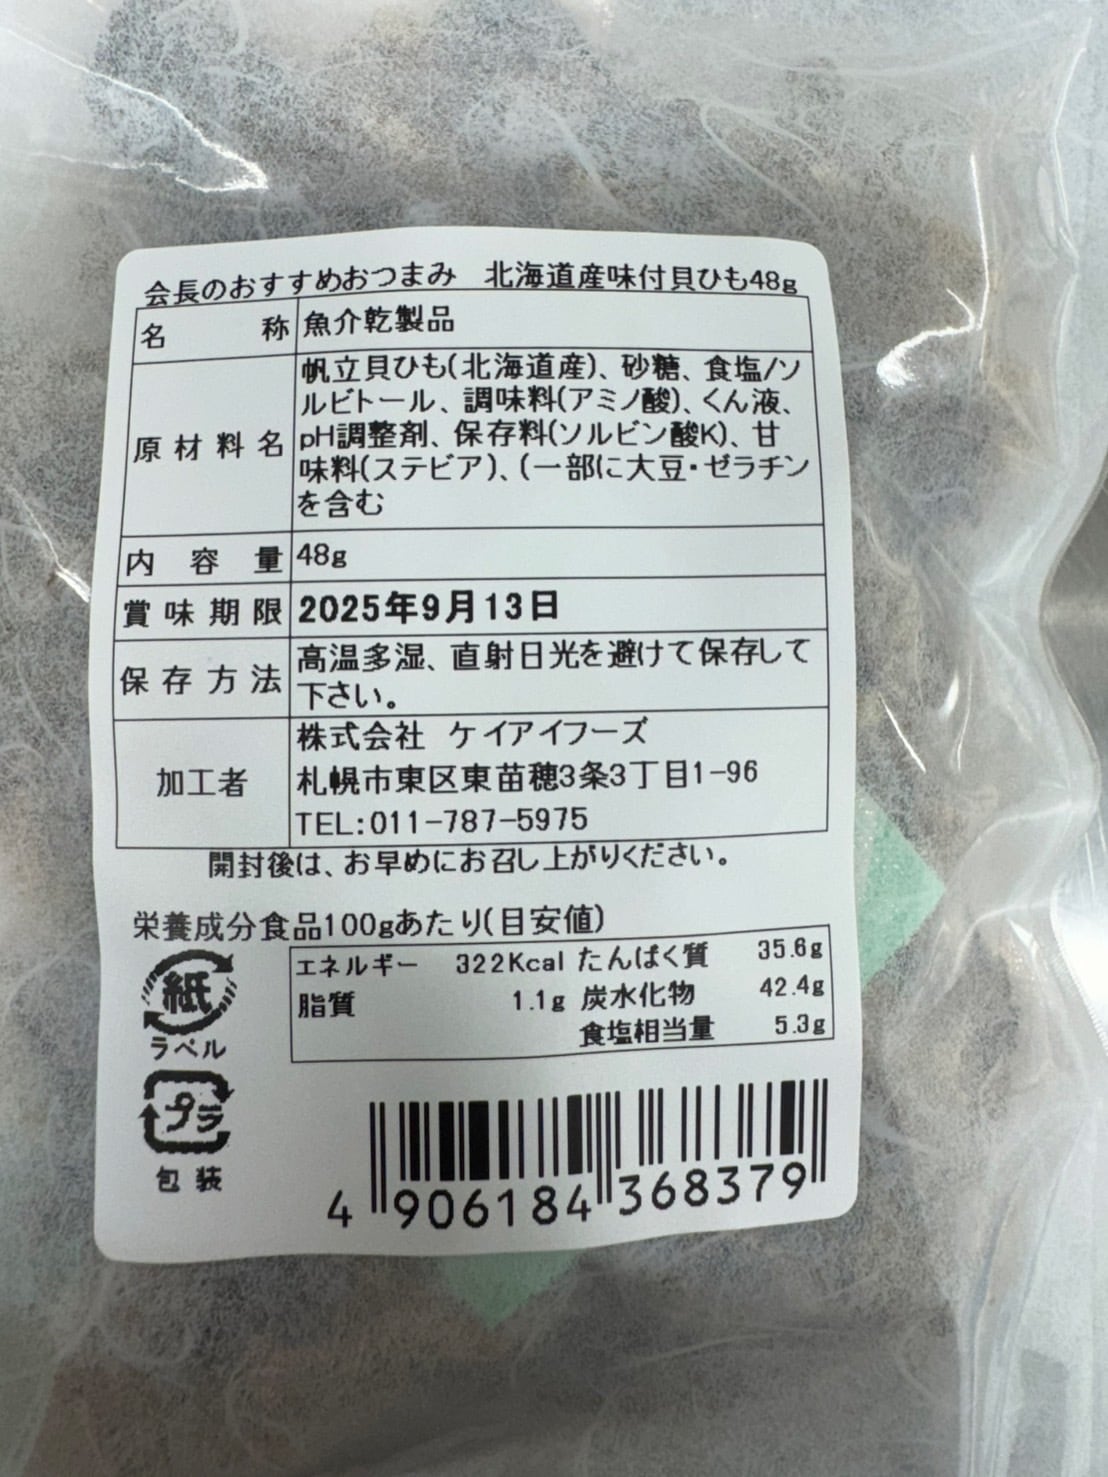 会長のおすすめおつまみ 北海道産味付貝ひも48g
名称 魚介乾製品
原材料名 帆立貝ひも(北海道産)、砂糖、食塩/ソ
ルビトール、調味料(アミノ酸)、くん液、
pH調整剤、保存料(ソルビン酸K)、甘
味料(ステビア)、(一部に大豆・ゼラチン
を含む
内容量 48g
賞味期限 2025年9月13日
保存方法 高温多湿、直射日光を避けて保存して
下さい。
加工者 株式会社 ケイアイフーズ
札幌市東区東苗穂3条3丁目1-96
TEL:011-787-5975
開封後は、お早めにお召し上がりください。
栄養成分食品100gあたり(目安値)
エネルギー 322Kcal たんぱく質 35.6g
脂質 1.1g 炭水化物 42.4g
食塩相当量 5.3g
紙
ラベル
プラ
包装
4 906184 368379